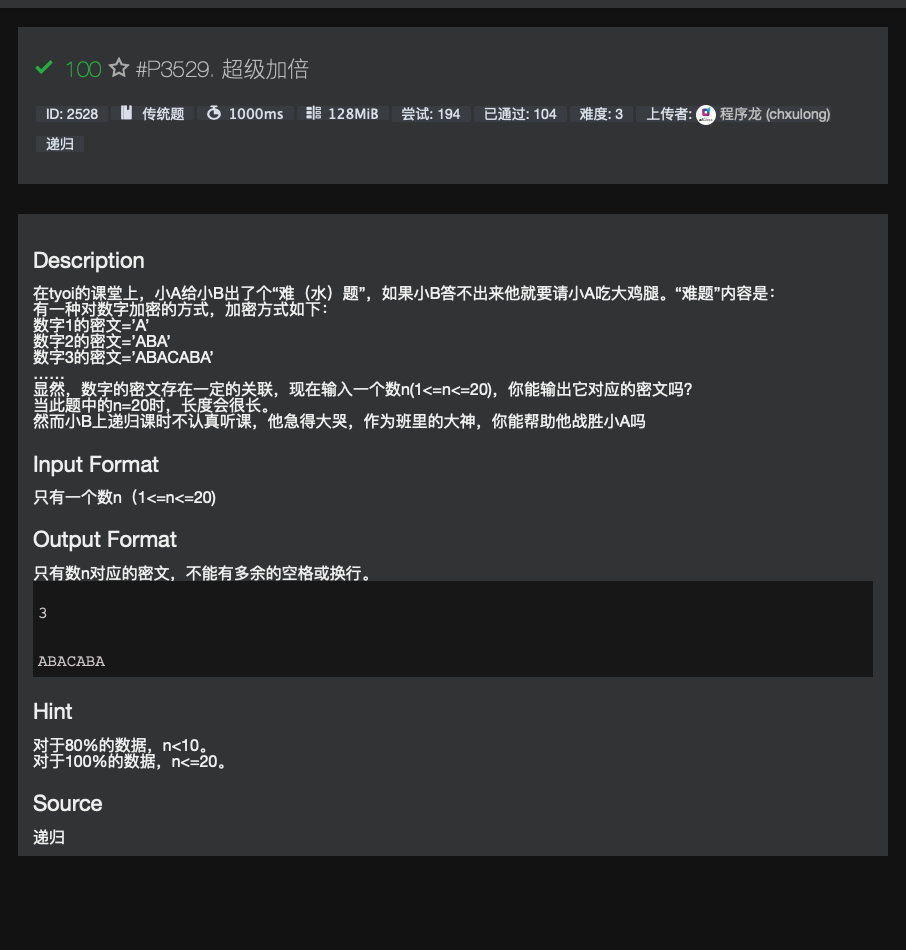 100 #P3529. 超级加倍
ID: 2528 传统题 1000ms 128MiB 尝试: 194 已通过: 104 难度: 3 上传者: 程序龙 (chxulong)
递归
Description
在tyoi的课堂上，小A给小B出了个“难（水）题”，如果小B答不出来他就要请小A吃大鸡腿。“难题”内容是：
有一种对数字加密的方式，加密方式如下：
数字1的密文=’A’
数字2的密文=’ABA’
数字3的密文=’ABACABA’
……
显然，数字的密文存在一定的关联，现在输入一个数n(1<=n<=20)，你能输出它对应的密文吗？
当此题中的n=20时，长度会很长。
然而小B上递归课时不认真听课，他急得大哭，作为班里的大神，你能帮助他战胜小A吗
Input Format
只有一个数n（1<=n<=20)
Output Format
只有数n对应的密文，不能有多余的空格或换行。
3
ABACABA
Hint
对于80%的数据，n<10。
对于100%的数据，n<=20。
Source
递归